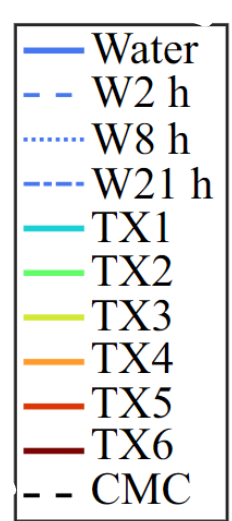 Water
W2 h
W8 h
W21 h
TX1
TX2
TX3
TX4
TX5
TX6
CMC